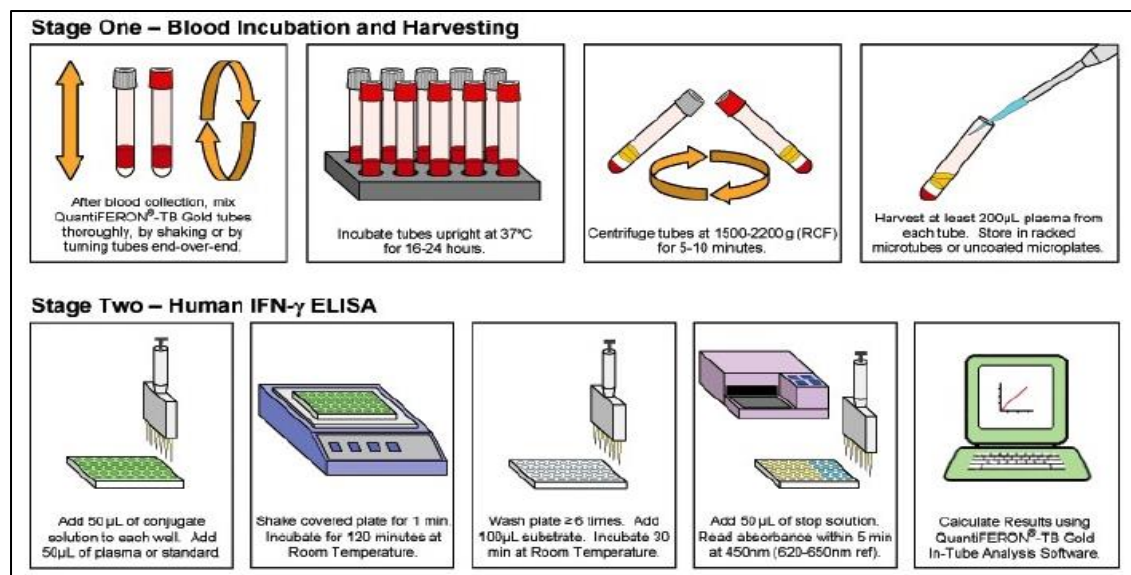 Stage One – Blood Incubation and Harvesting
After blood collection, mix
QuantiFERON®-TB Gold tubes
thoroughly, by shaking or by
turning tubes end-over-end.
Incubate tubes upright at 37°C
for 16-24 hours.
Centrifuge tubes at 1500-2200g (RCF)
for 5-10 minutes.
Harvest at least 200µL plasma from
each tube. Store in racked
microtubes or uncoated microplates.
Stage Two – Human IFN-γ ELISA
Add 50µL of conjugate
solution to each well. Add
50µL of plasma or standard.
Shake covered plate for 1 min.
Incubate for 120 minutes at
Room Temperature.
Wash plate ≥6 times. Add
100µL substrate. Incubate 30
min at Room Temperature.
Add 50µL of stop solution.
Read absorbance within 5 min
at 450nm (620-650nm ref).
Calculate Results using
QuantiFERON®-TB Gold
In-Tube Analysis Software.